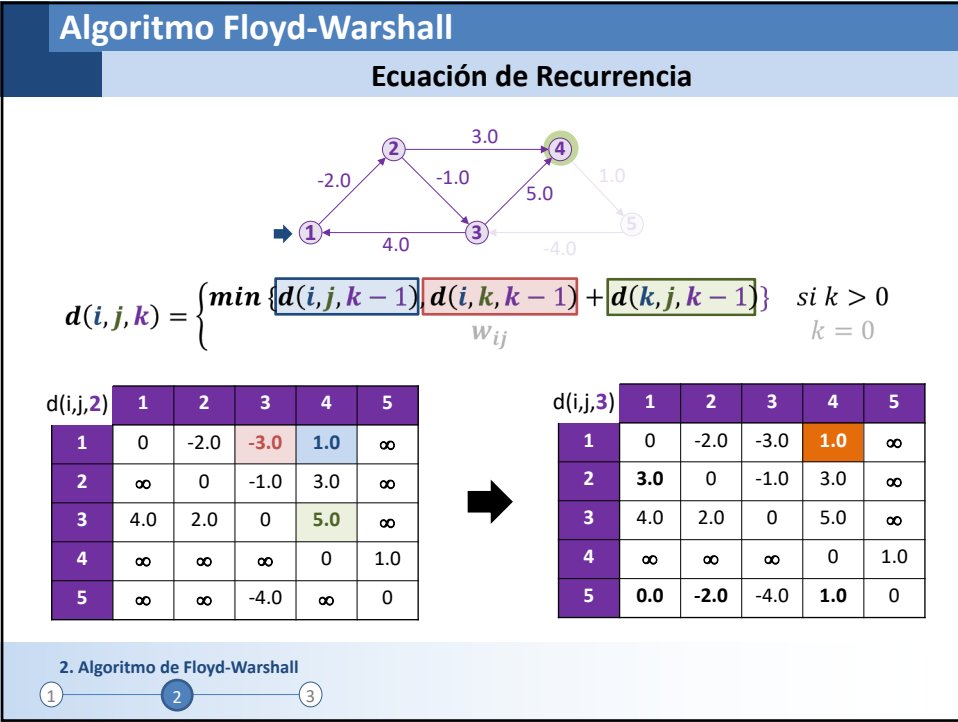 Algoritmo Floyd-Warshall
Ecuación de Recurrencia
3.0
2
4
-2.0
-1.0
5.0
1.0
1
3
5
4.0
-4.0
d(i,j,k) = { min {d(i,j,k − 1), d(i,k,k − 1) + d(k,j,k − 1)} si k > 0
w_ij k = 0
d(i,j,2) 1 2 3 4 5
1 0 -2.0 -3.0 1.0 ∞
2 ∞ 0 -1.0 3.0 ∞
3 4.0 2.0 0 5.0 ∞
4 ∞ ∞ ∞ 0 1.0
5 ∞ ∞ -4.0 ∞ 0
d(i,j,3) 1 2 3 4 5
1 0 -2.0 -3.0 1.0 ∞
2 3.0 0 -1.0 3.0 ∞
3 4.0 2.0 0 5.0 ∞
4 ∞ ∞ ∞ 0 1.0
5 0.0 -2.0 -4.0 1.0 0
2. Algoritmo de Floyd-Warshall
1 2 3